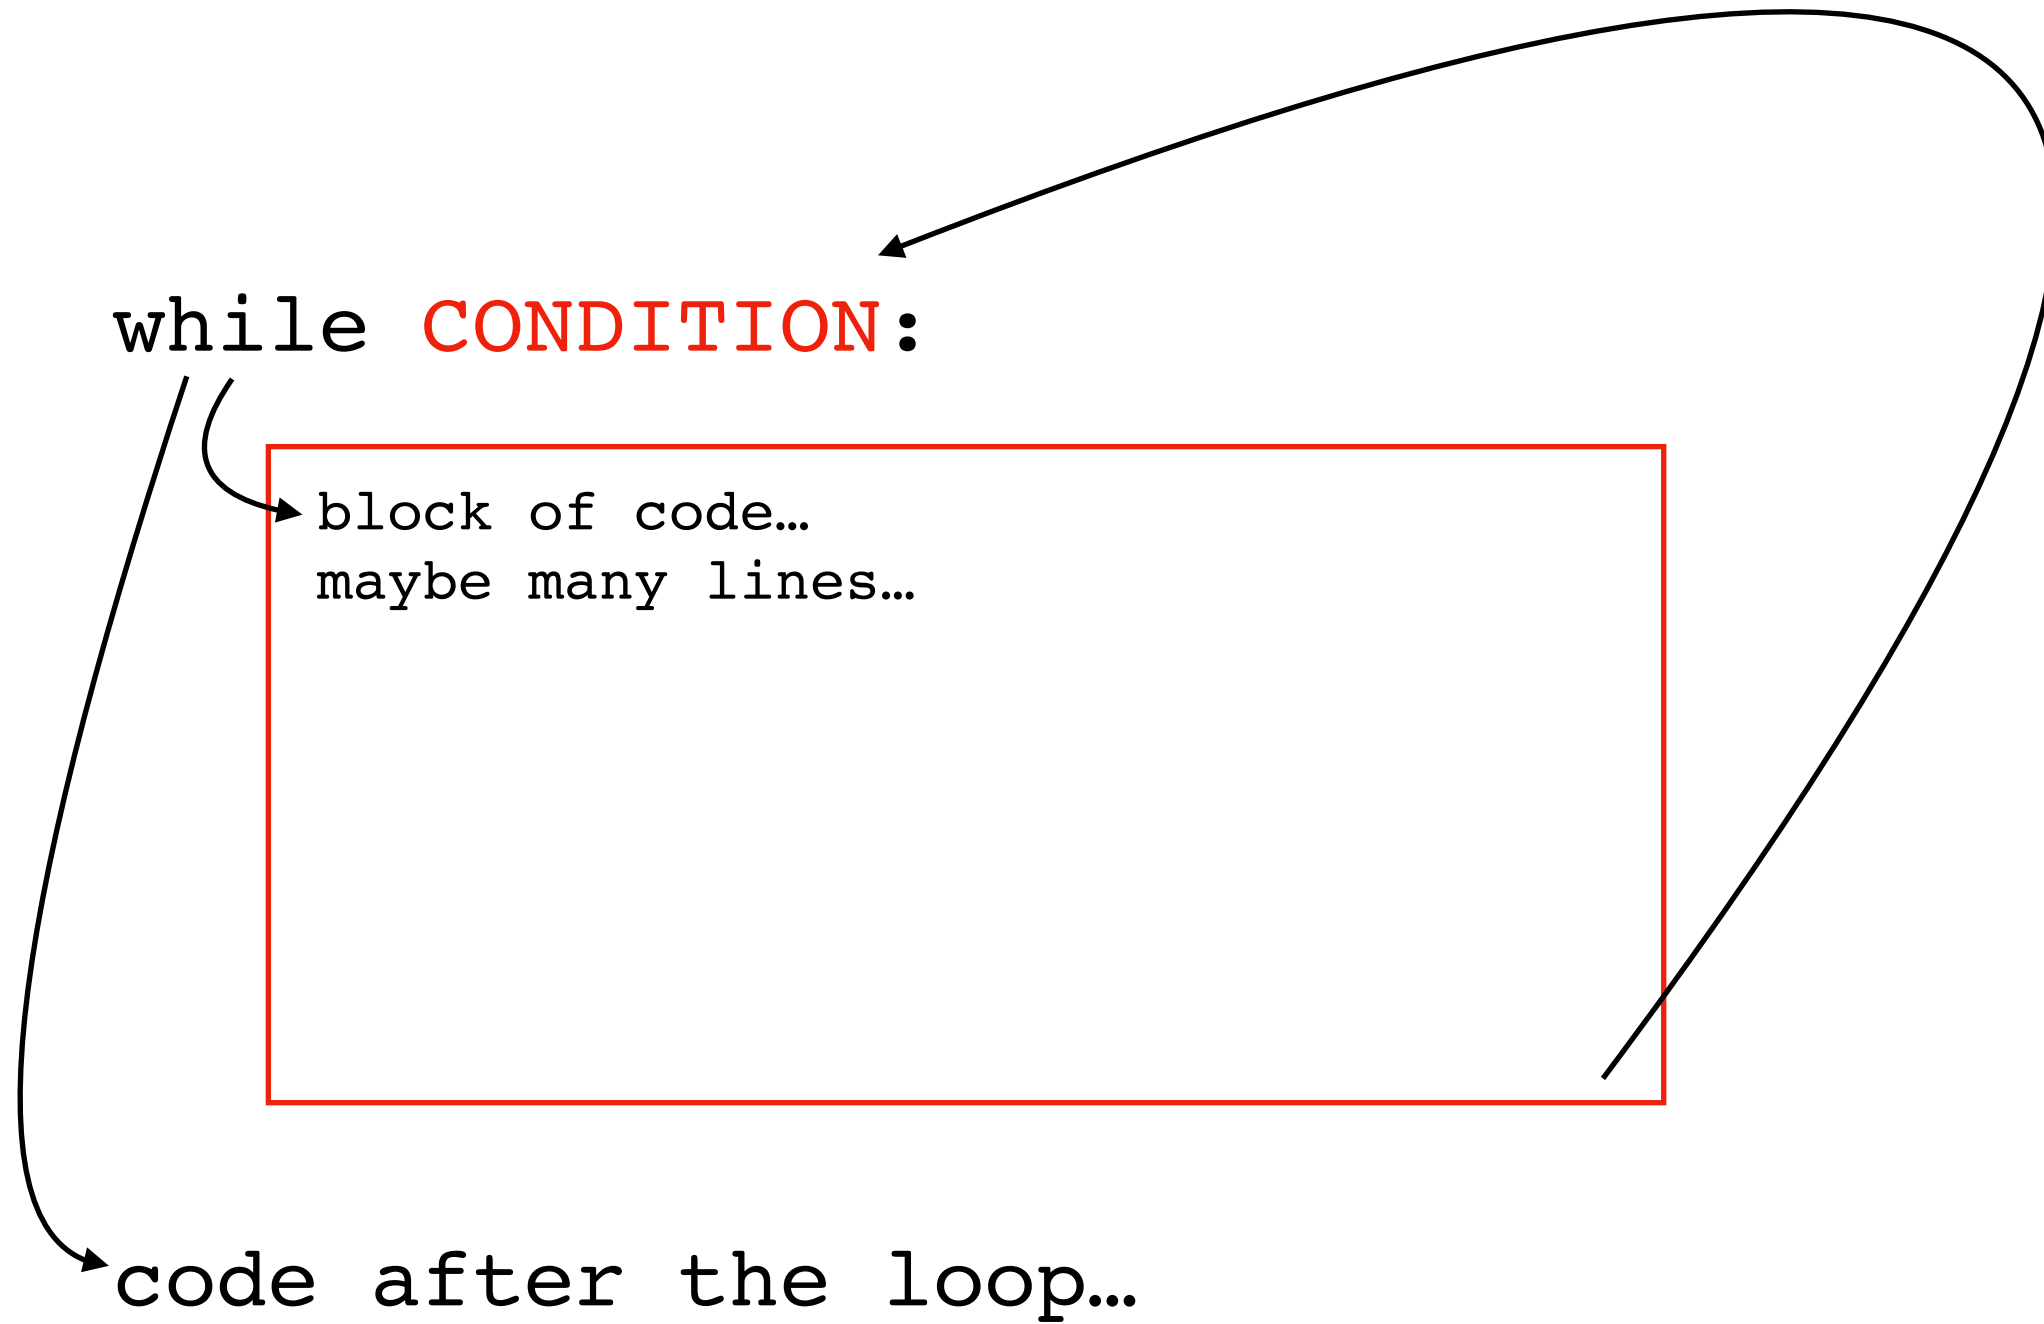 while CONDITION:
block of code…
maybe many lines…
code after the loop…